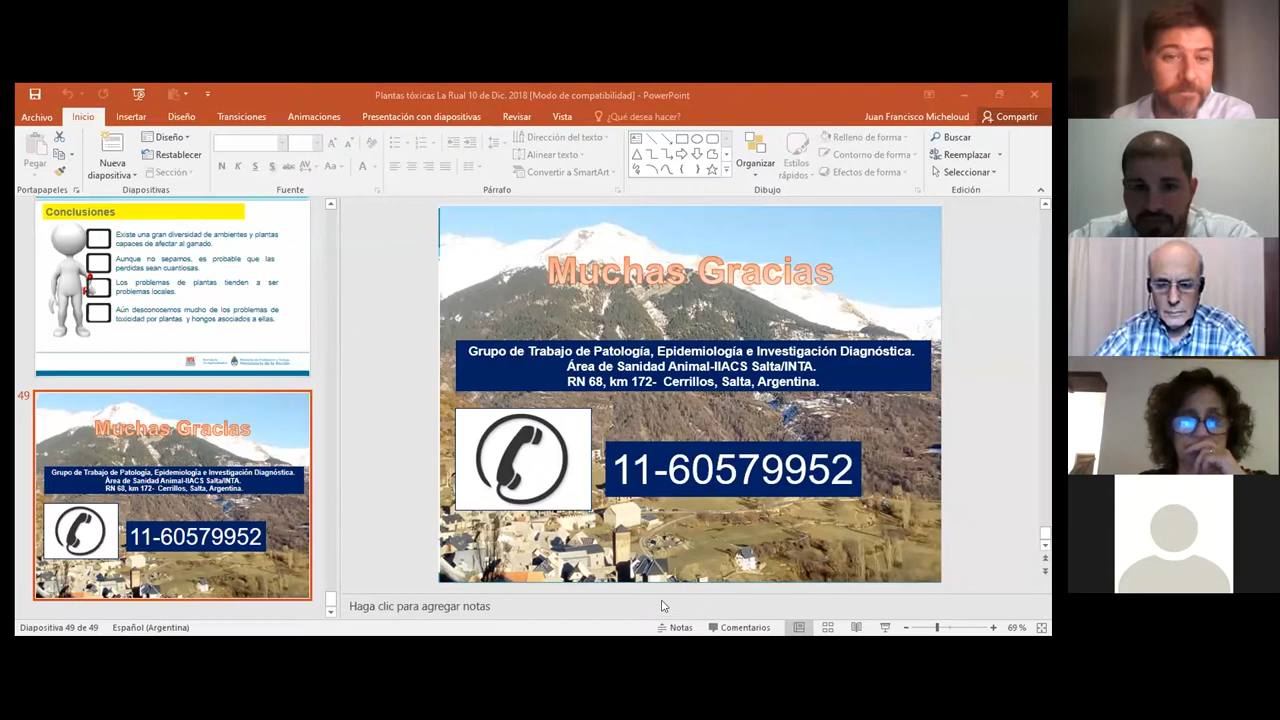 Plantas tóxicas La Rual 10 de Dic. 2018 [Modo de compatibilidad] - PowerPoint
Archivo
Inicio
Insertar
Diseño
Transiciones
Animaciones
Presentación con diapositivas
Revisar
Vista
¿Qué desea hacer?
Juan Francisco Micheloud
Compartir
Pegar
Nueva
diapositiva
Diseño
Restablecer
Sección
N K S S abc AV Aa A
Dirección del texto
Alinear texto
Convertir a SmartArt
Organizar
Estilos
rápidos
Relleno de forma
Contorno de forma
Efectos de forma
Buscar
Reemplazar
Seleccionar
Portapapeles
Diapositivas
Fuente
Párrafo
Dibujo
Edición
Conclusiones
Existe una gran diversidad de ambientes y plantas
capaces de afectar al ganado.
Aunque no sepamos, es probable que las
perdidas sean cuantiosas.
Los problemas de plantas tienden a ser
problemas locales.
Aún desconocemos mucho de los problemas de
toxicidad por plantas y hongos asociados a ellas.
49
Muchas Gracias
Grupo de Trabajo de Patología, Epidemiología e Investigación Diagnóstica.
Área de Sanidad Animal-IIACS Salta/INTA.
RN 68, km 172- Cerrillos, Salta, Argentina.
11-60579952
Muchas Gracias
Grupo de Trabajo de Patología, Epidemiología e Investigación Diagnóstica.
Área de Sanidad Animal-IIACS Salta/INTA.
RN 68, km 172- Cerrillos, Salta, Argentina.
11-60579952
Haga clic para agregar notas
Diapositiva 49 de 49
Español (Argentina)
Notas
Comentarios
69 %